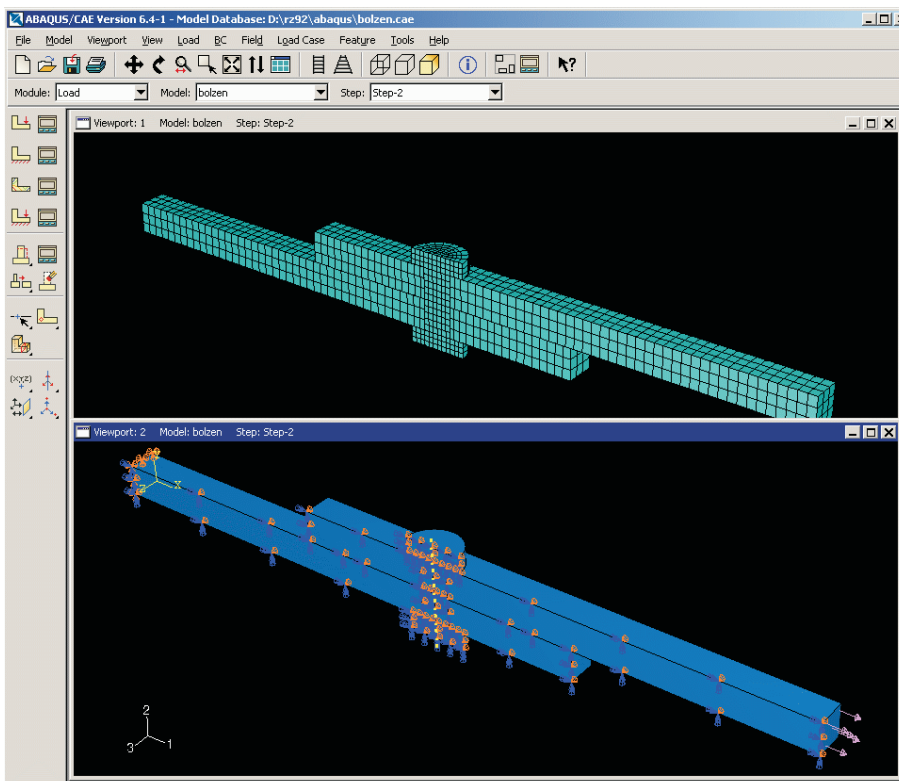 ABAQUS/CAE Version 6.4-1 - Model Database: D:\rz92\abaqus\bolzen.cae
File Model Viewport View Load BC Field Load Case Feature Tools Help
Module: Load Model: bolzen Step: Step-2
Viewport: 1 Model: bolzen Step: Step-2
(XYZ)
Viewport: 2 Model: bolzen Step: Step-2
X
Z
2
3
1